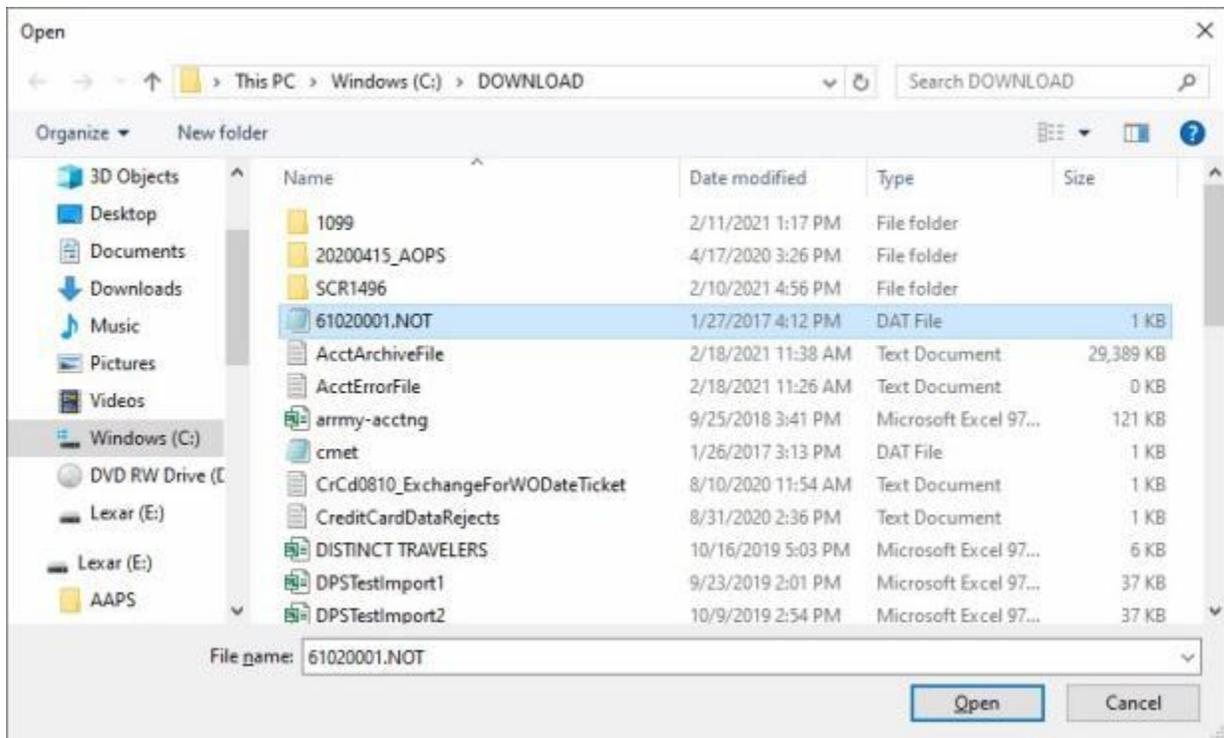 Open
This PC > Windows (C:) > DOWNLOAD Search DOWNLOAD
Organize New folder
3D Objects
Desktop
Documents
Downloads
Music
Pictures
Videos
Windows (C:)
DVD RW Drive (D
Lexar (E:)
Lexar (E:)
AAPS
Name Date modified Type Size
1099 2/11/2021 1:17 PM File folder
20200415_AOPS 4/17/2020 3:26 PM File folder
SCR1496 2/10/2021 4:56 PM File folder
61020001.NOT 1/27/2017 4:12 PM DAT File 1 KB
AcctArchiveFile 2/18/2021 11:38 AM Text Document 29,389 KB
AcctErrorFile 2/18/2021 11:26 AM Text Document 0 KB
arrmy-acctng 9/25/2018 3:41 PM Microsoft Excel 97... 121 KB
cmet 1/26/2017 3:13 PM DAT File 1 KB
CrCd0810_ExchangeForWODateTicket 8/10/2020 11:54 AM Text Document 1 KB
CreditCardDataRejects 8/31/2020 2:36 PM Text Document 1 KB
DISTINCT TRAVELERS 10/16/2019 5:03 PM Microsoft Excel 97... 6 KB
DPSTestImport1 9/23/2019 2:01 PM Microsoft Excel 97... 37 KB
DPSTestImport2 10/9/2019 2:54 PM Microsoft Excel 97... 37 KB
File name: 61020001.NOT
Open Cancel